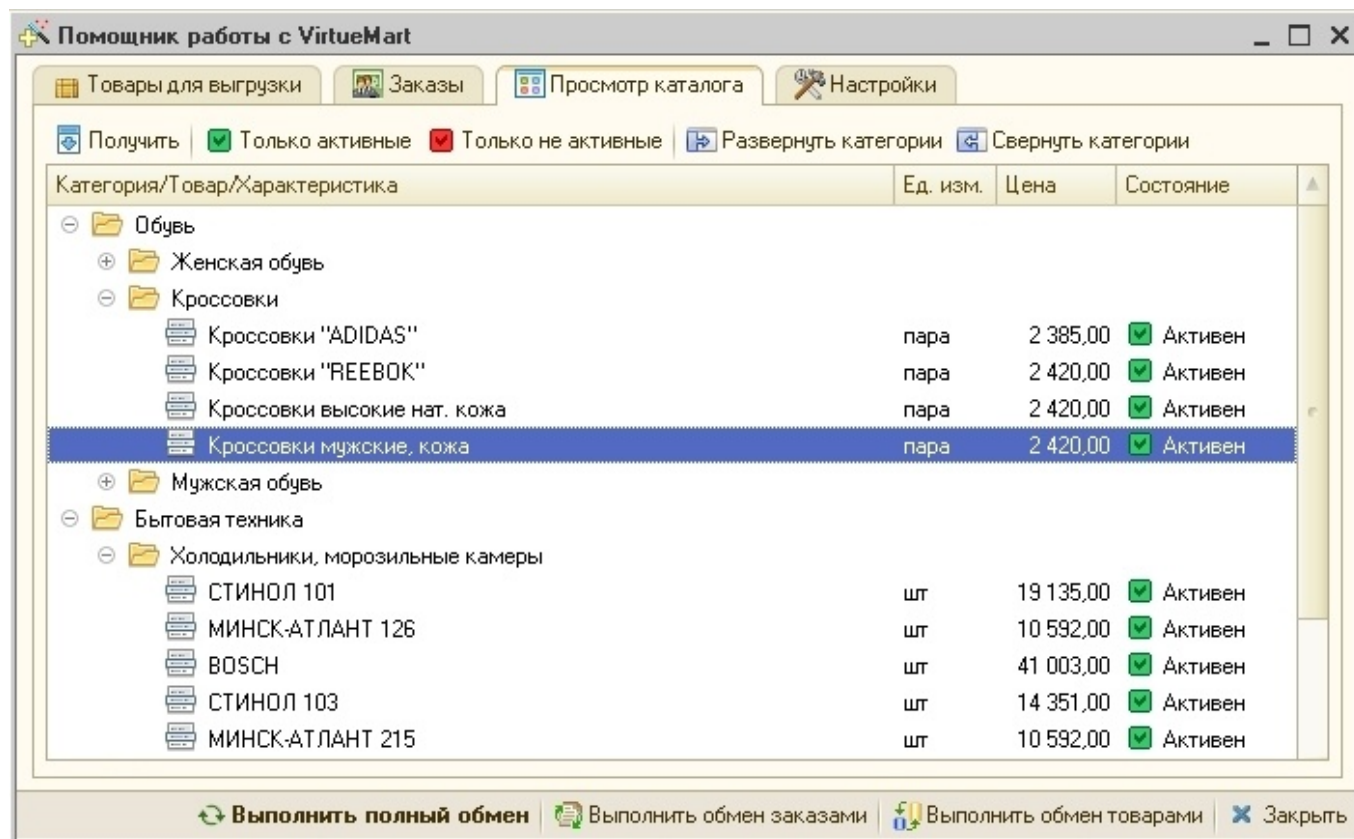 Помощник работы с VirtueMart
Товары для выгрузки Заказы Просмотр каталога Настройки
Получить Только активные Только не активные Развернуть категории Свернуть категории
Категория/Товар/Характеристика Ед. изм. Цена Состояние
Обувь
Женская обувь
Кроссовки
Кроссовки "ADIDAS" пара 2 385,00 Активен
Кроссовки "REEBOK" пара 2 420,00 Активен
Кроссовки высокие нат. кожа пара 2 420,00 Активен
Кроссовки мужские, кожа пара 2 420,00 Активен
Мужская обувь
Бытовая техника
Холодильники, морозильные камеры
СТИНОЛ 101 шт 19 135,00 Активен
МИНСК-АТЛАНТ 126 шт 10 592,00 Активен
BOSCH шт 41 003,00 Активен
СТИНОЛ 103 шт 14 351,00 Активен
МИНСК-АТЛАНТ 215 шт 10 592,00 Активен
Выполнить полный обмен Выполнить обмен заказами Выполнить обмен товарами Закрыть